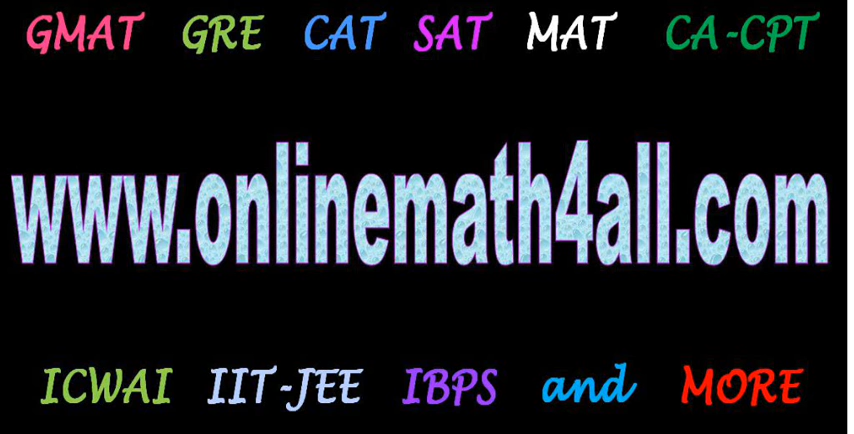 GMAT GRE CAT SAT MAT CA-CPT
www.onlinemath4all.com
ICWAI IIT-JEE IBPS and MORE